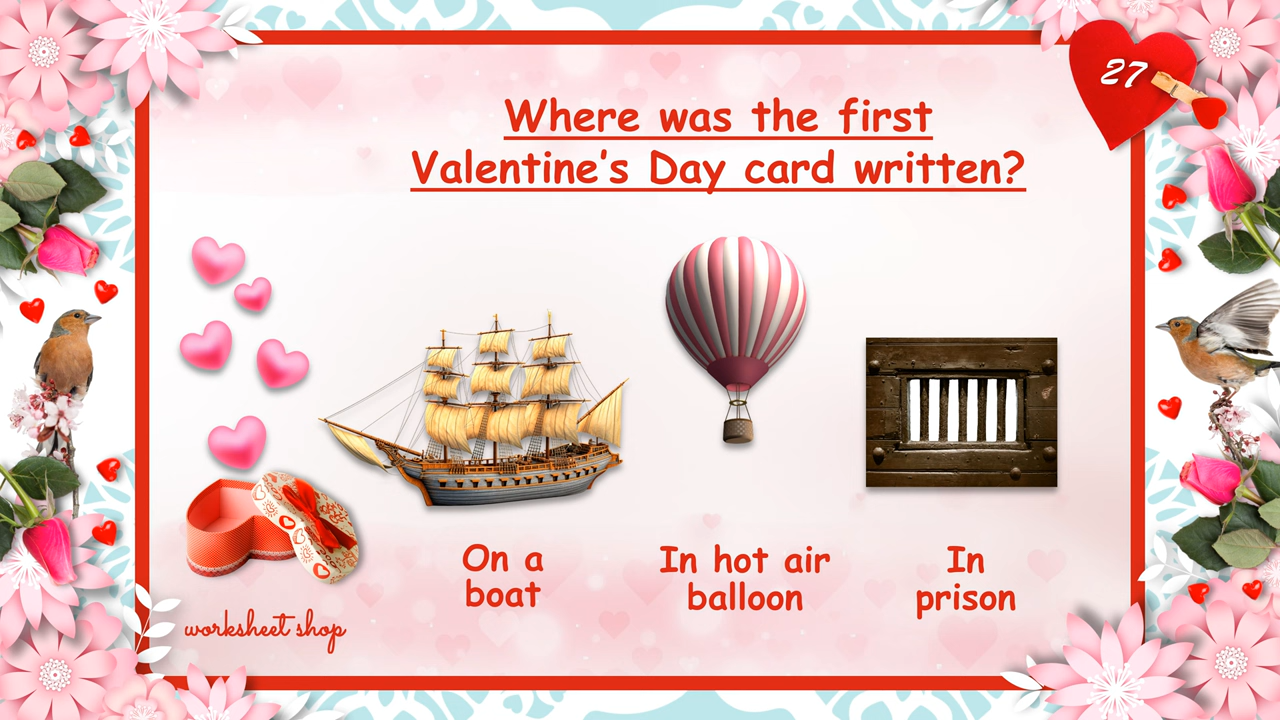 27
Where was the first
Valentine's Day card written?
On a
boat
In hot air
balloon
In
prison
worksheet shop